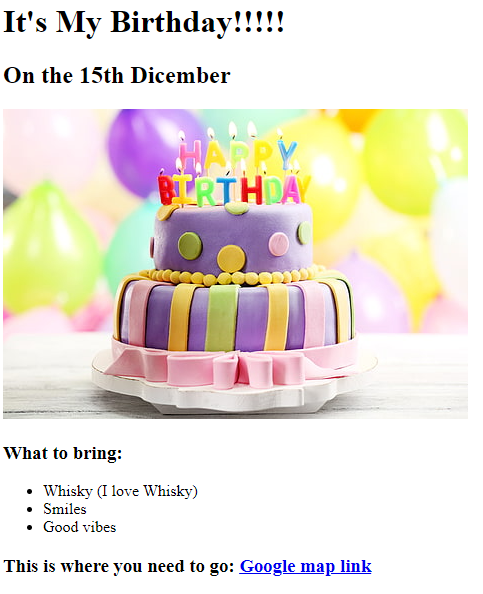 It's My Birthday!!!!!
On the 15th Dicember
HAPPY
BIRTHDAY
What to bring:
Whisky (I love Whisky)
Smiles
Good vibes
This is where you need to go: Google map link